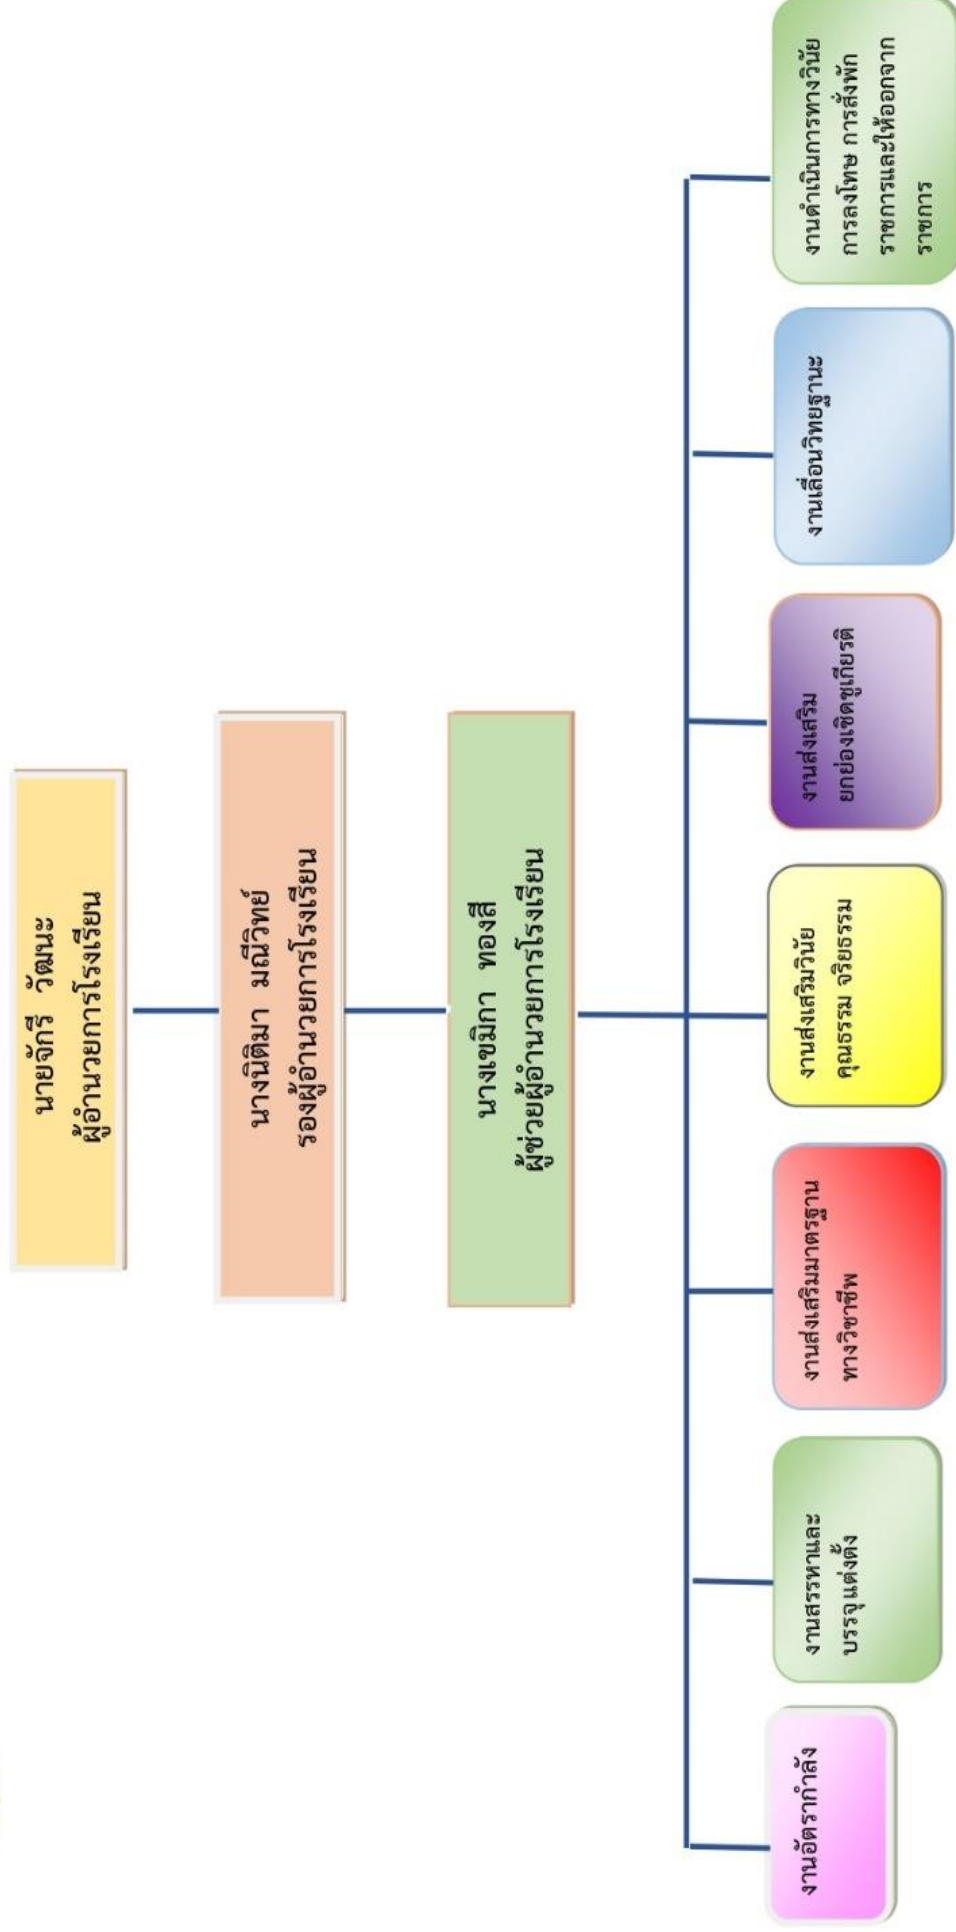 นายจักรี วัฒนะ
ผู้อำนวยการโรงเรียน
นางนิติมา มณีวิทย์
รองผู้อำนวยการโรงเรียน
นางเขมิกา ทองสี
ผู้ช่วยผู้อำนวยการโรงเรียน
งานอัตรากำลัง
งานสรรหาและ
บรรจุแต่งตั้ง
งานส่งเสริมมาตรฐาน
ทางวิชาชีพ
งานส่งเสริมวินัย
คุณธรรม จริยธรรม
งานส่งเสริม
ยกย่องเชิดชูเกียรติ
งานเลื่อนวิทยฐานะ
งานดำเนินการทางวินัย
การลงโทษ การสั่งพัก
ราชการและให้ออกจาก
ราชการ